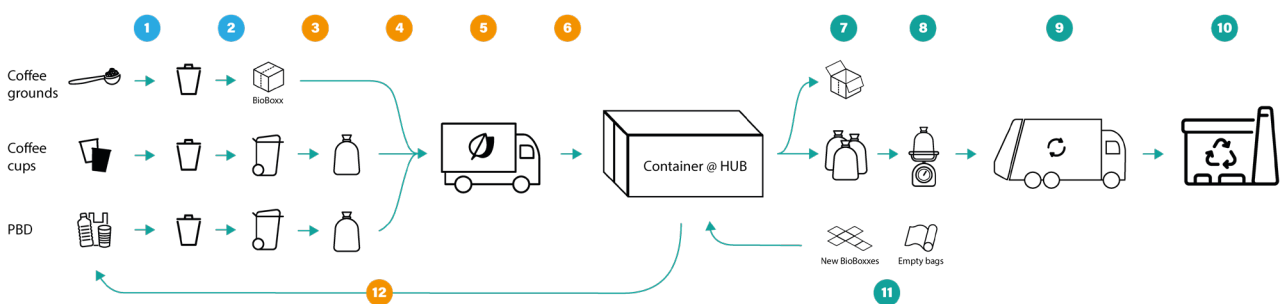 1 2 3 4 5 6 7 8 9 10
Coffee
grounds
BioBoxx
Coffee
cups
Container @ HUB
PBD
New BioBoxxes Empty bags
12 11